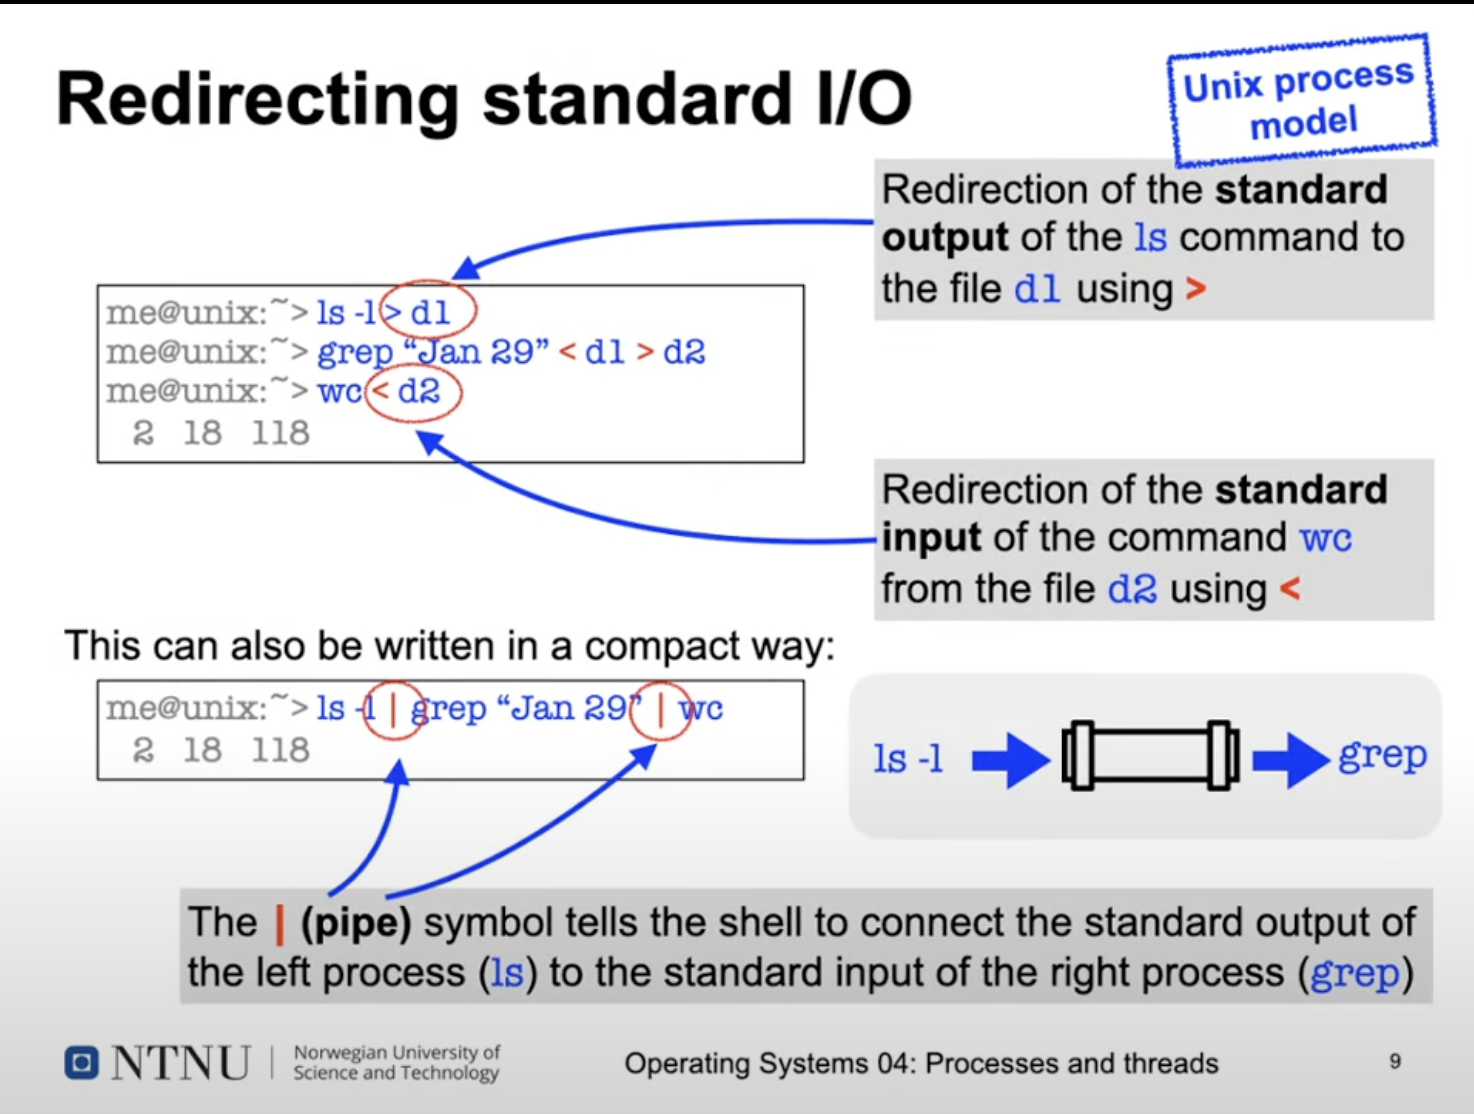 Redirecting standard I/O
Unix process
model
Redirection of the standard
output of the ls command to
the file d1 using >
me@unix:~> ls -l > d1
me@unix:~> grep “Jan 29” < d1 > d2
me@unix:~> wc < d2
2 18 118
Redirection of the standard
input of the command wc
from the file d2 using <
This can also be written in a compact way:
me@unix:~> ls -l | grep “Jan 29” | wc
2 18 118
ls -l
grep
The | (pipe) symbol tells the shell to connect the standard output of
the left process (ls) to the standard input of the right process (grep)
NTNU
Norwegian University of
Science and Technology
Operating Systems 04: Processes and threads
9